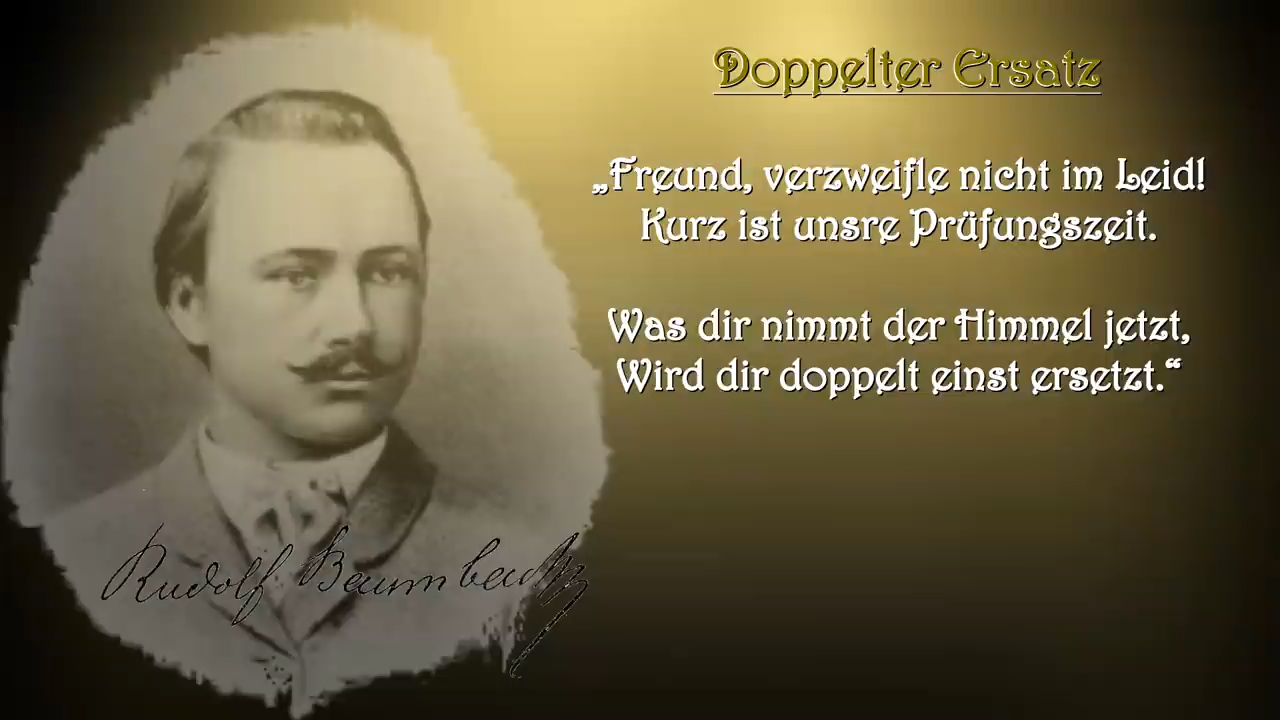 Doppelter Ersatz
„Freund, verzweifle nicht im Leid!
Kurz ist unsre Prüfungszeit.
Was dir nimmt der Himmel jetzt,
Wird dir doppelt einst ersetzt.“
Rudolf Baumbach